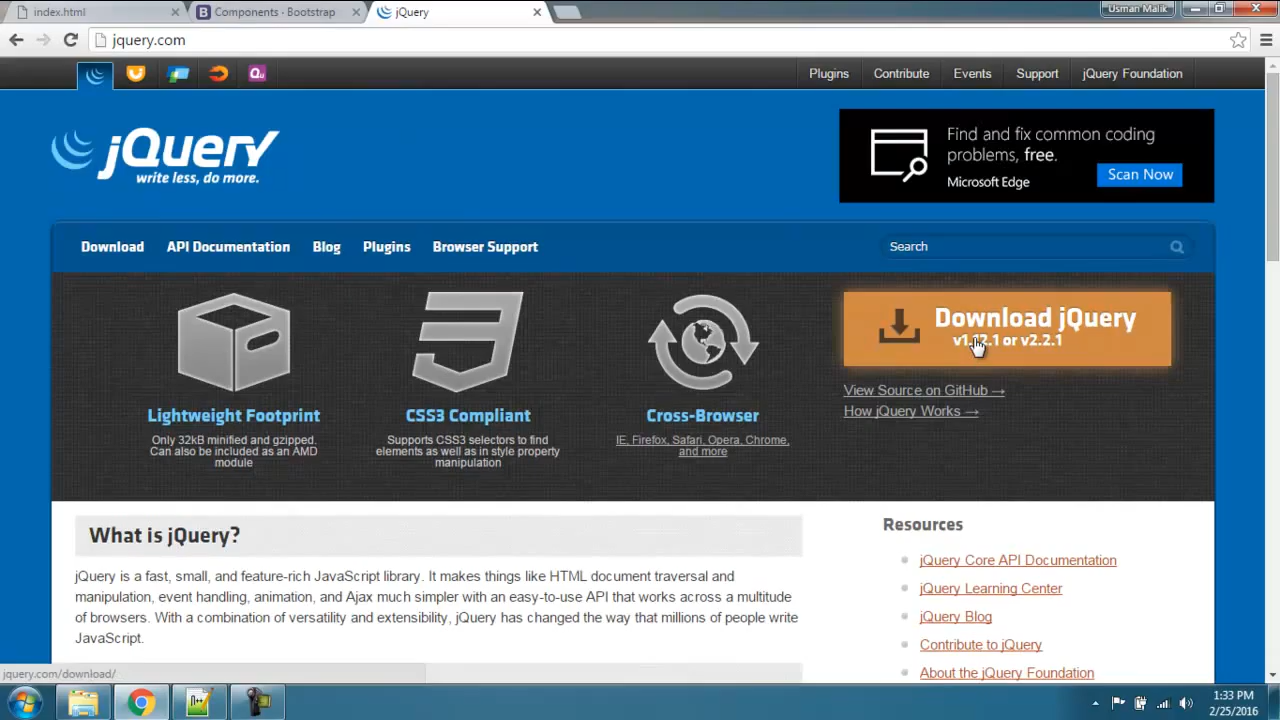 index.html
Components · Bootstrap
jQuery
Usman Malik
jquery.com
Qu
Plugins
Contribute
Events
Support
jQuery Foundation
jQuery
write less, do more.
Find and fix common coding
problems, free.
Microsoft Edge
Scan Now
Download
API Documentation
Blog
Plugins
Browser Support
Search
Lightweight Footprint
Only 32kB minified and gzipped.
Can also be included as an AMD
module
CSS3 Compliant
Supports CSS3 selectors to find
elements as well as in style property
manipulation
Cross-Browser
IE, Firefox, Safari, Opera, Chrome,
and more
Download jQuery
v1.12.1 or v2.2.1
View Source on GitHub →
How jQuery Works →
What is jQuery?
jQuery is a fast, small, and feature-rich JavaScript library. It makes things like HTML document traversal and
manipulation, event handling, animation, and Ajax much simpler with an easy-to-use API that works across a multitude
of browsers. With a combination of versatility and extensibility, jQuery has changed the way that millions of people write
JavaScript.
Resources
jQuery Core API Documentation
jQuery Learning Center
jQuery Blog
Contribute to jQuery
About the jQuery Foundation
jquery.com/download/
1:33 PM
2/25/2016